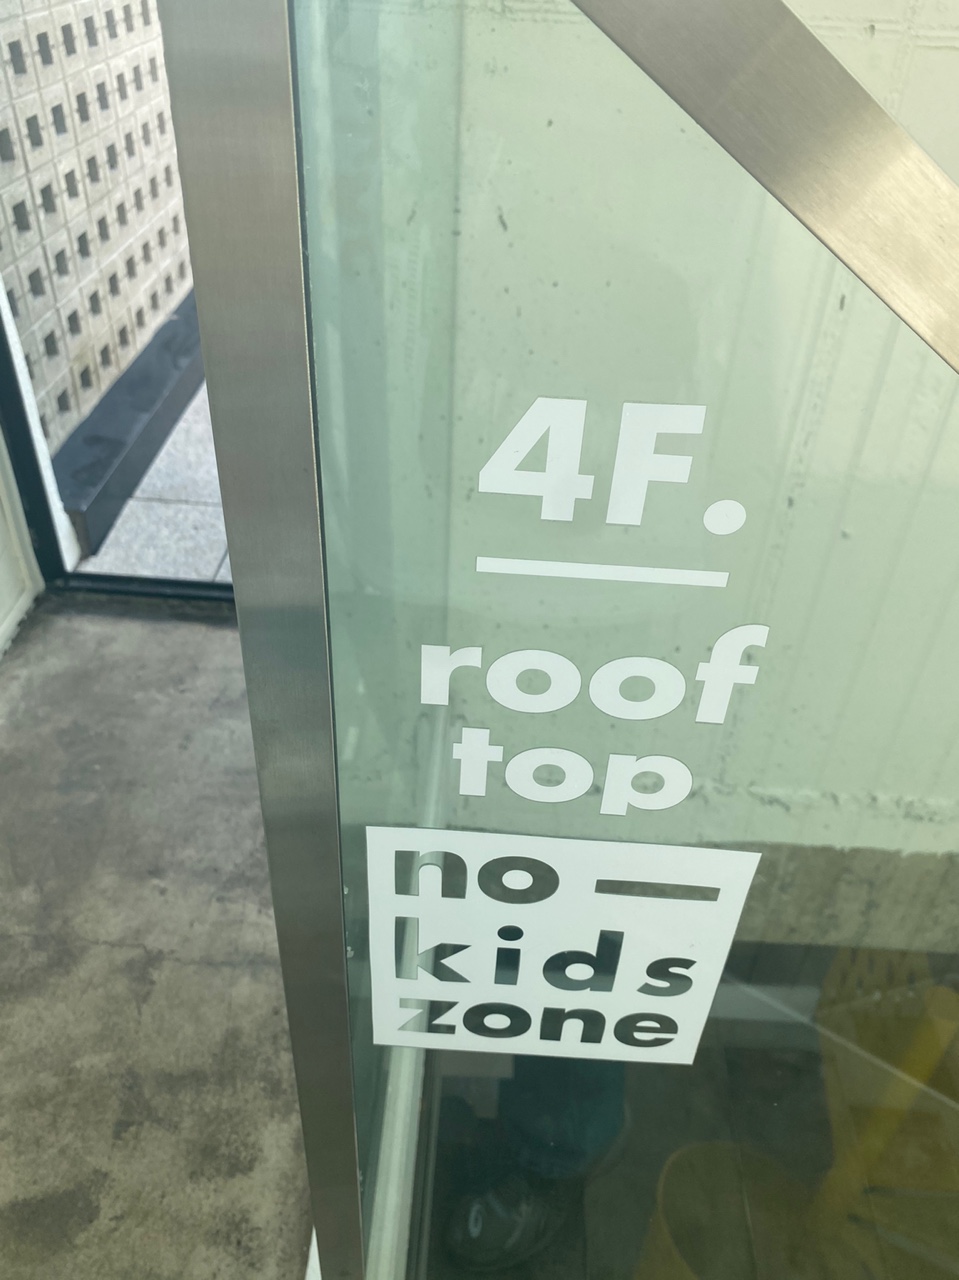 4F.
roof
top
no —
kids
zone